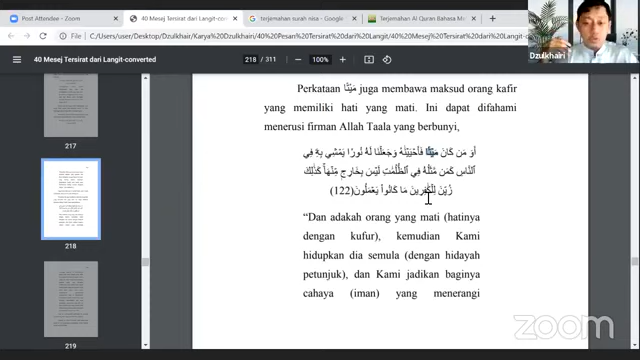 Post Attendee - Zoom
40 Mesej Tersirat dari Langit-con
terjemahan surah nisa - Google
Terjemahan Al Quran Bahasa Me
C:/Users/user/Desktop/Dzulkhair/Karya%20Dzulkhairi/40%20Pesan%20Tersirat%20dari%20Langit/40%20Mesej%20Tersirat%20dari%20Langit-converted
40 Mesej Tersirat dari Langit-converted
218 / 311
100%
Dzulkhairi
217
218
219
Perkataan مَيْتًا juga membawa maksud orang kafir
yang memiliki hati yang mati. Ini dapat difahami
menerusi firman Allah Taala yang berbunyi,
أَوَ مَن كَانَ مَيْتًا فَأَحْيَيْنَٰهُ وَجَعَلْنَا لَهُ نُورًا يَمْشِي بِهِ فِي
ٱلنَّاسِ كَمَن مَّثَلُهُ فِي ٱلظُّلُمَٰتِ لَيْسَ بِخَارِجٍ مِّنْهَا كَذَٰلِكَ
زُيِّنَ لِلْكَٰفِرِينَ مَا كَانُواْ يَعْمَلُونَ (122)
“Dan adakah orang yang mati (hatinya
dengan kufur), kemudian Kami
hidupkan dia semula (dengan hidayah
petunjuk), dan Kami jadikan baginya
cahaya (iman) yang menerangi
zoom